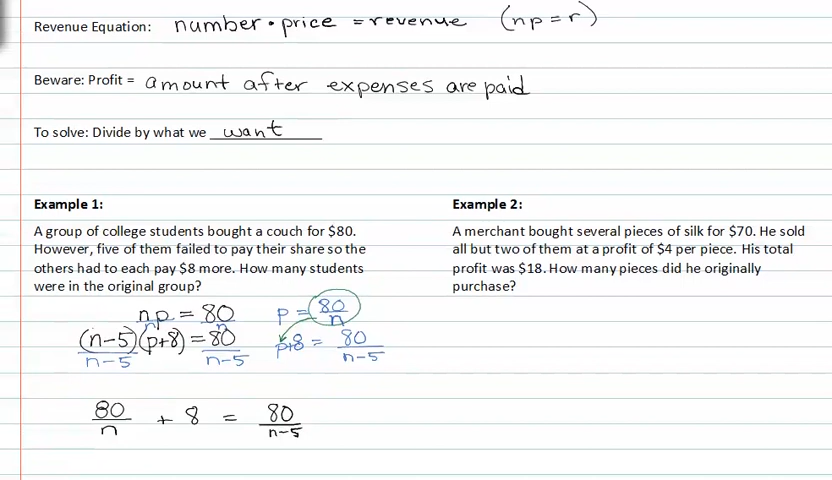 Revenue Equation: number • price = revenue (np = r)
Beware: Profit = amount after expenses are paid
To solve: Divide by what we want
Example 1:
A group of college students bought a couch for $80.
However, five of them failed to pay their share so the
others had to each pay $8 more. How many students
were in the original group?
np/n = 80/n p = 80/n
(n-5)(p+8)/n-5 = 80/n-5 p+8 = 80/n-5
80/n + 8 = 80/n-5
Example 2:
A merchant bought several pieces of silk for $70. He sold
all but two of them at a profit of $4 per piece. His total
profit was $18. How many pieces did he originally
purchase?